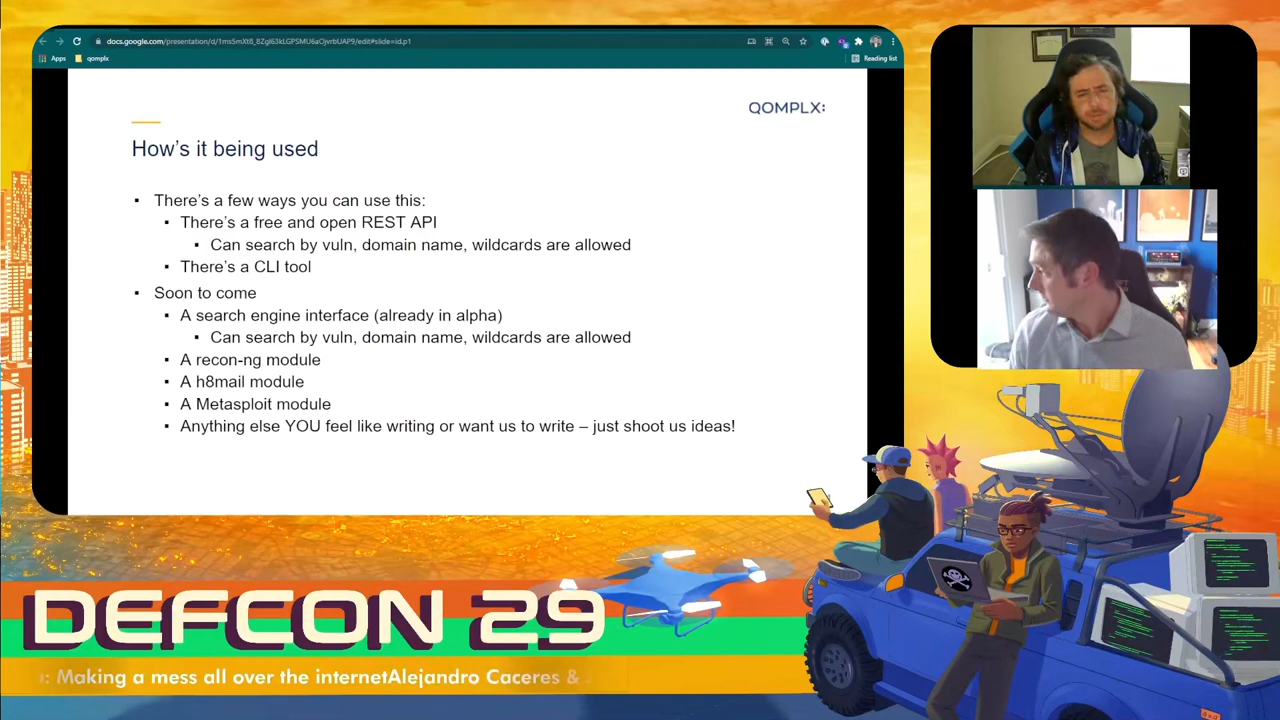 docs.google.com/presentation/d/1ms5mXt8_8Zgl63kLGPSMU6aOjvrbUAP9/edit#slide=id.p1
Apps
qomplx
Reading list
QOMPLX:
How's it being used
▪ There's a few ways you can use this:
▪ There's a free and open REST API
▪ Can search by vuln, domain name, wildcards are allowed
▪ There's a CLI tool
▪ Soon to come
▪ A search engine interface (already in alpha)
▪ Can search by vuln, domain name, wildcards are allowed
▪ A recon-ng module
▪ A h8mail module
▪ A Metasploit module
▪ Anything else YOU feel like writing or want us to write – just shoot us ideas!
DEFCON 29
: Making a mess all over the internetAlejandro Caceres &